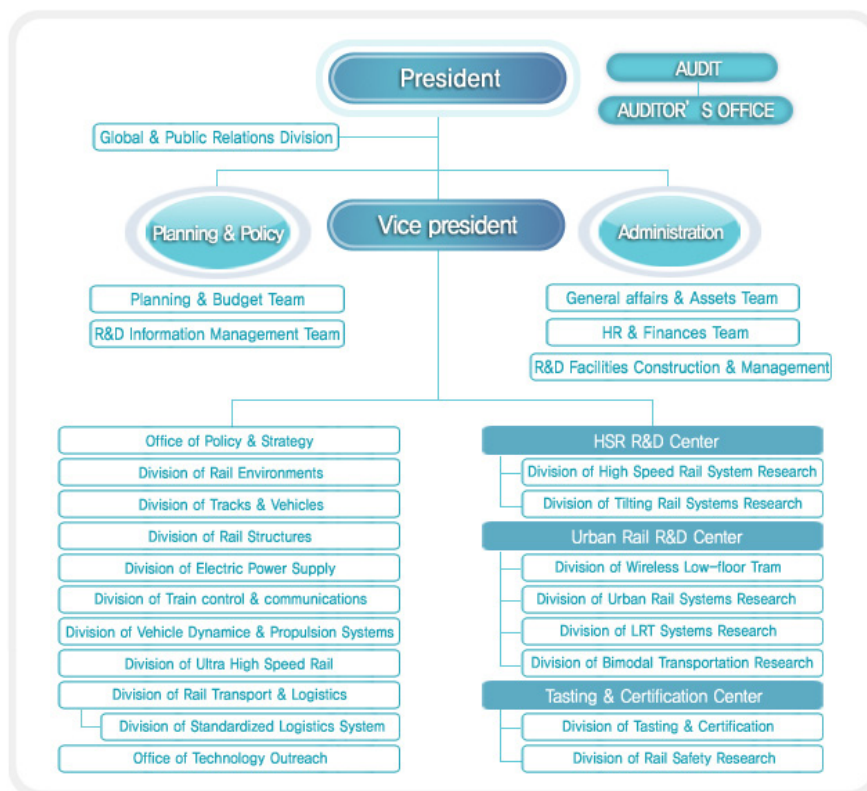 President
AUDIT
AUDITOR'S OFFICE
Global & Public Relations Division
Planning & Policy
Vice president
Administration
Planning & Budget Team
R&D Information Management Team
General affairs & Assets Team
HR & Finances Team
R&D Facilities Construction & Management
Office of Policy & Strategy
Division of Rail Environments
Division of Tracks & Vehicles
Division of Rail Structures
Division of Electric Power Supply
Division of Train control & communications
Division of Vehicle Dynamice & Propulsion Systems
Division of Ultra High Speed Rail
Division of Rail Transport & Logistics
Division of Standardized Logistics System
Office of Technology Outreach
HSR R&D Center
Division of High Speed Rail System Research
Division of Tilting Rail Systems Research
Urban Rail R&D Center
Division of Wireless Low-floor Tram
Division of Urban Rail Systems Research
Division of LRT Systems Research
Division of Bimodal Transportation Research
Tasting & Certification Center
Division of Tasting & Certification
Division of Rail Safety Research